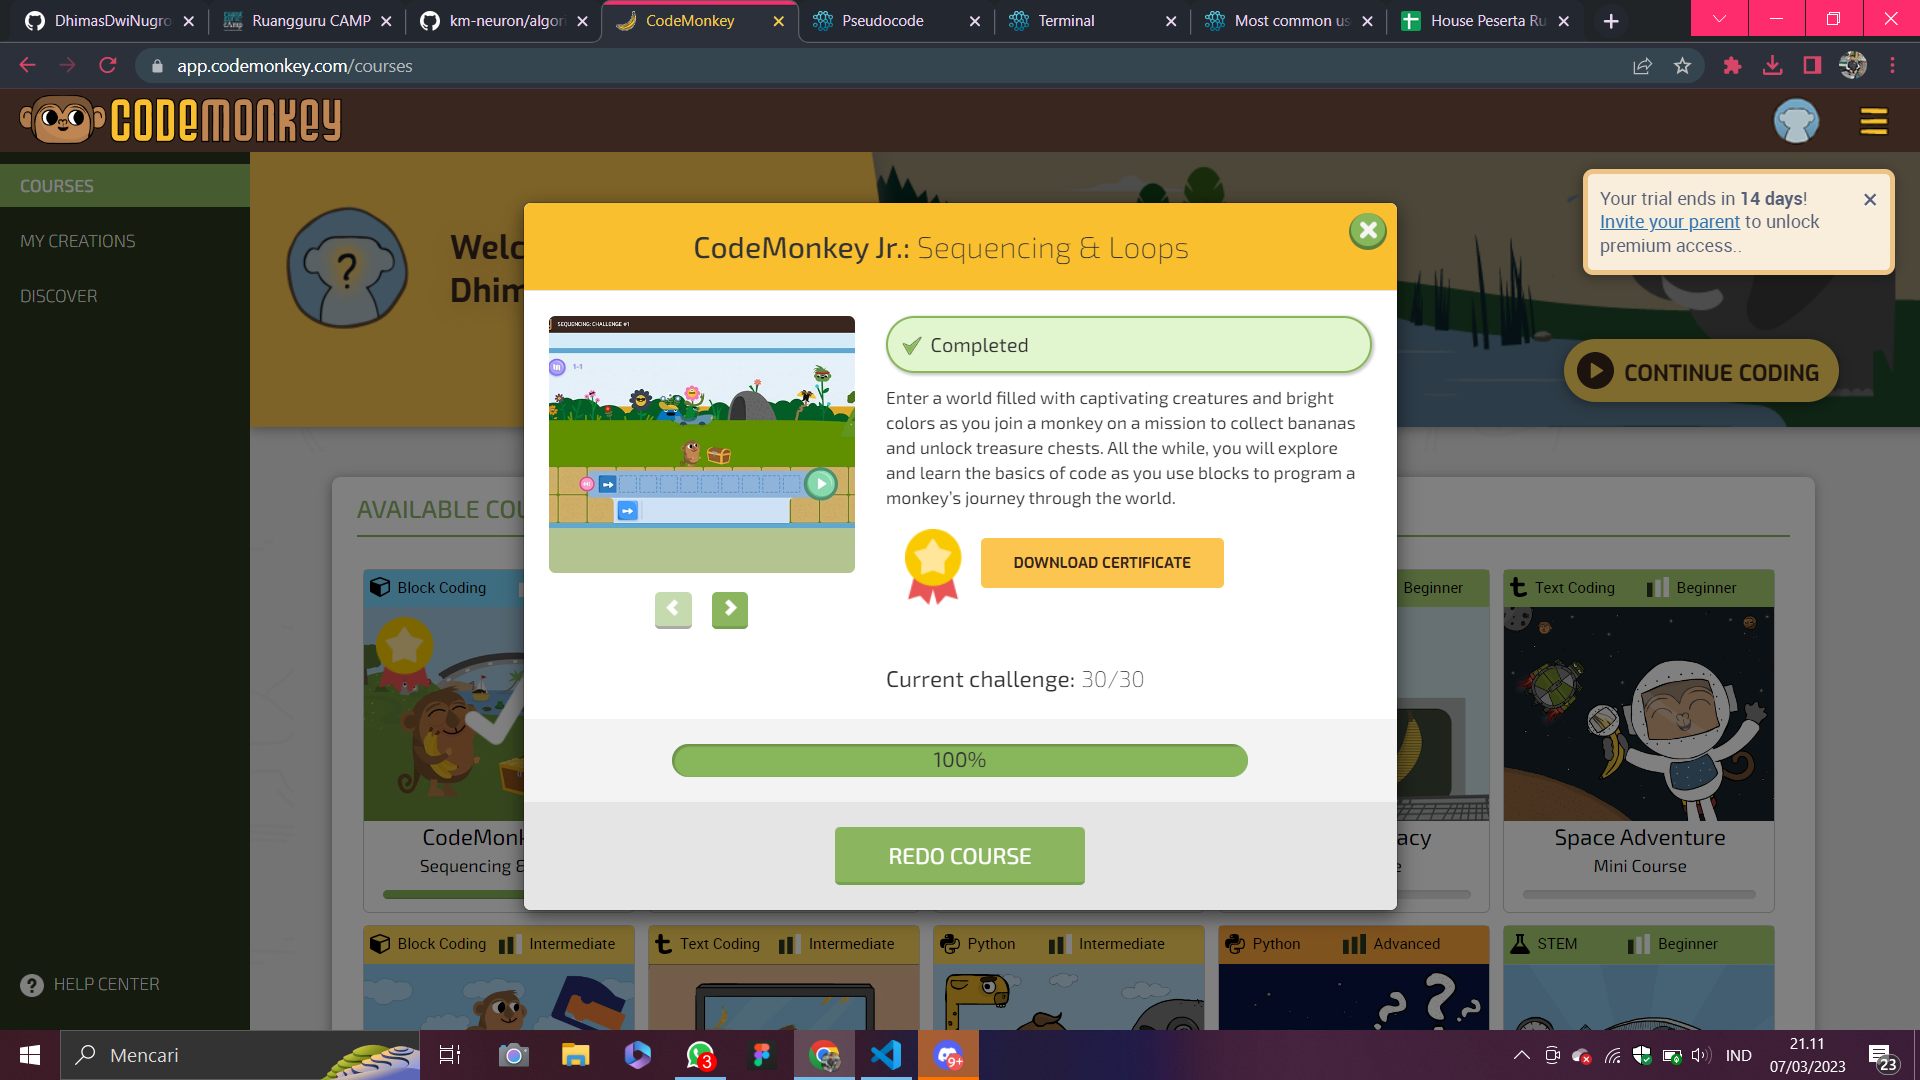 DhimasDwiNugro
Ruangguru CAMP
km-neuron/algori
CodeMonkey
Pseudocode
Terminal
Most common us
House Peserta Ru
app.codemonkey.com/courses
CODEMONKEY
COURSES
MY CREATIONS
DISCOVER
HELP CENTER
Welc
Dhim
Your trial ends in 14 days!
Invite your parent to unlock
premium access..
CONTINUE CODING
CodeMonkey Jr.: Sequencing & Loops
SEQUENCING: CHALLENGE #1
1-1
Completed
Enter a world filled with captivating creatures and bright
colors as you join a monkey on a mission to collect bananas
and unlock treasure chests. All the while, you will explore
and learn the basics of code as you use blocks to program a
monkey's journey through the world.
DOWNLOAD CERTIFICATE
Current challenge: 30/30
100%
REDO COURSE
AVAILABLE COU
Block Coding
Beginner
Text Coding Beginner
CodeMonk
Sequencing &
acy
e
Space Adventure
Mini Course
Block Coding Intermediate
Text Coding Intermediate
Python Intermediate
Python Advanced
STEM Beginner
Mencari
3
9+
IND
21.11
07/03/2023
23